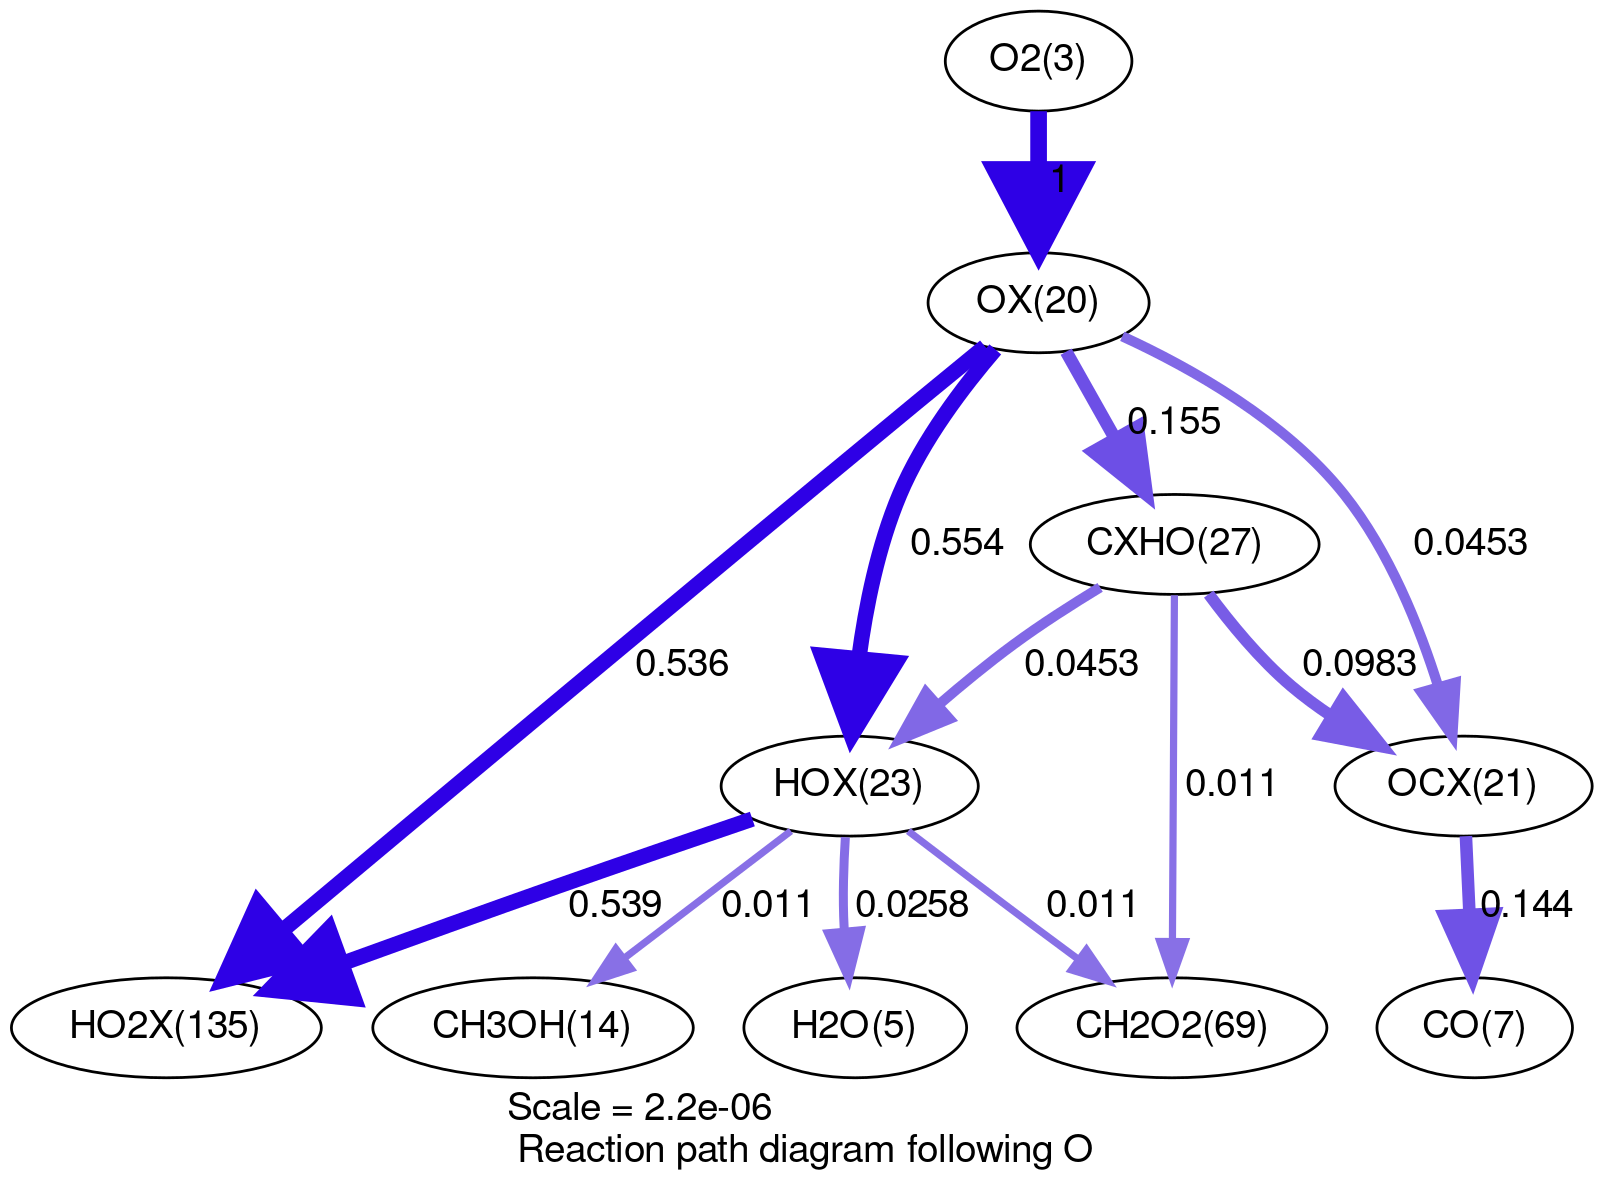 O2(3)
1
OX(20)
0.155
0.554
CXHO(27)
0.0453
0.536
0.0453
0.0983
HOX(23)
0.011
OCX(21)
0.539
0.011
0.0258
0.011
0.144
HO2X(135)
CH3OH(14)
H2O(5)
CH2O2(69)
CO(7)
Scale = 2.2e-06
Reaction path diagram following O